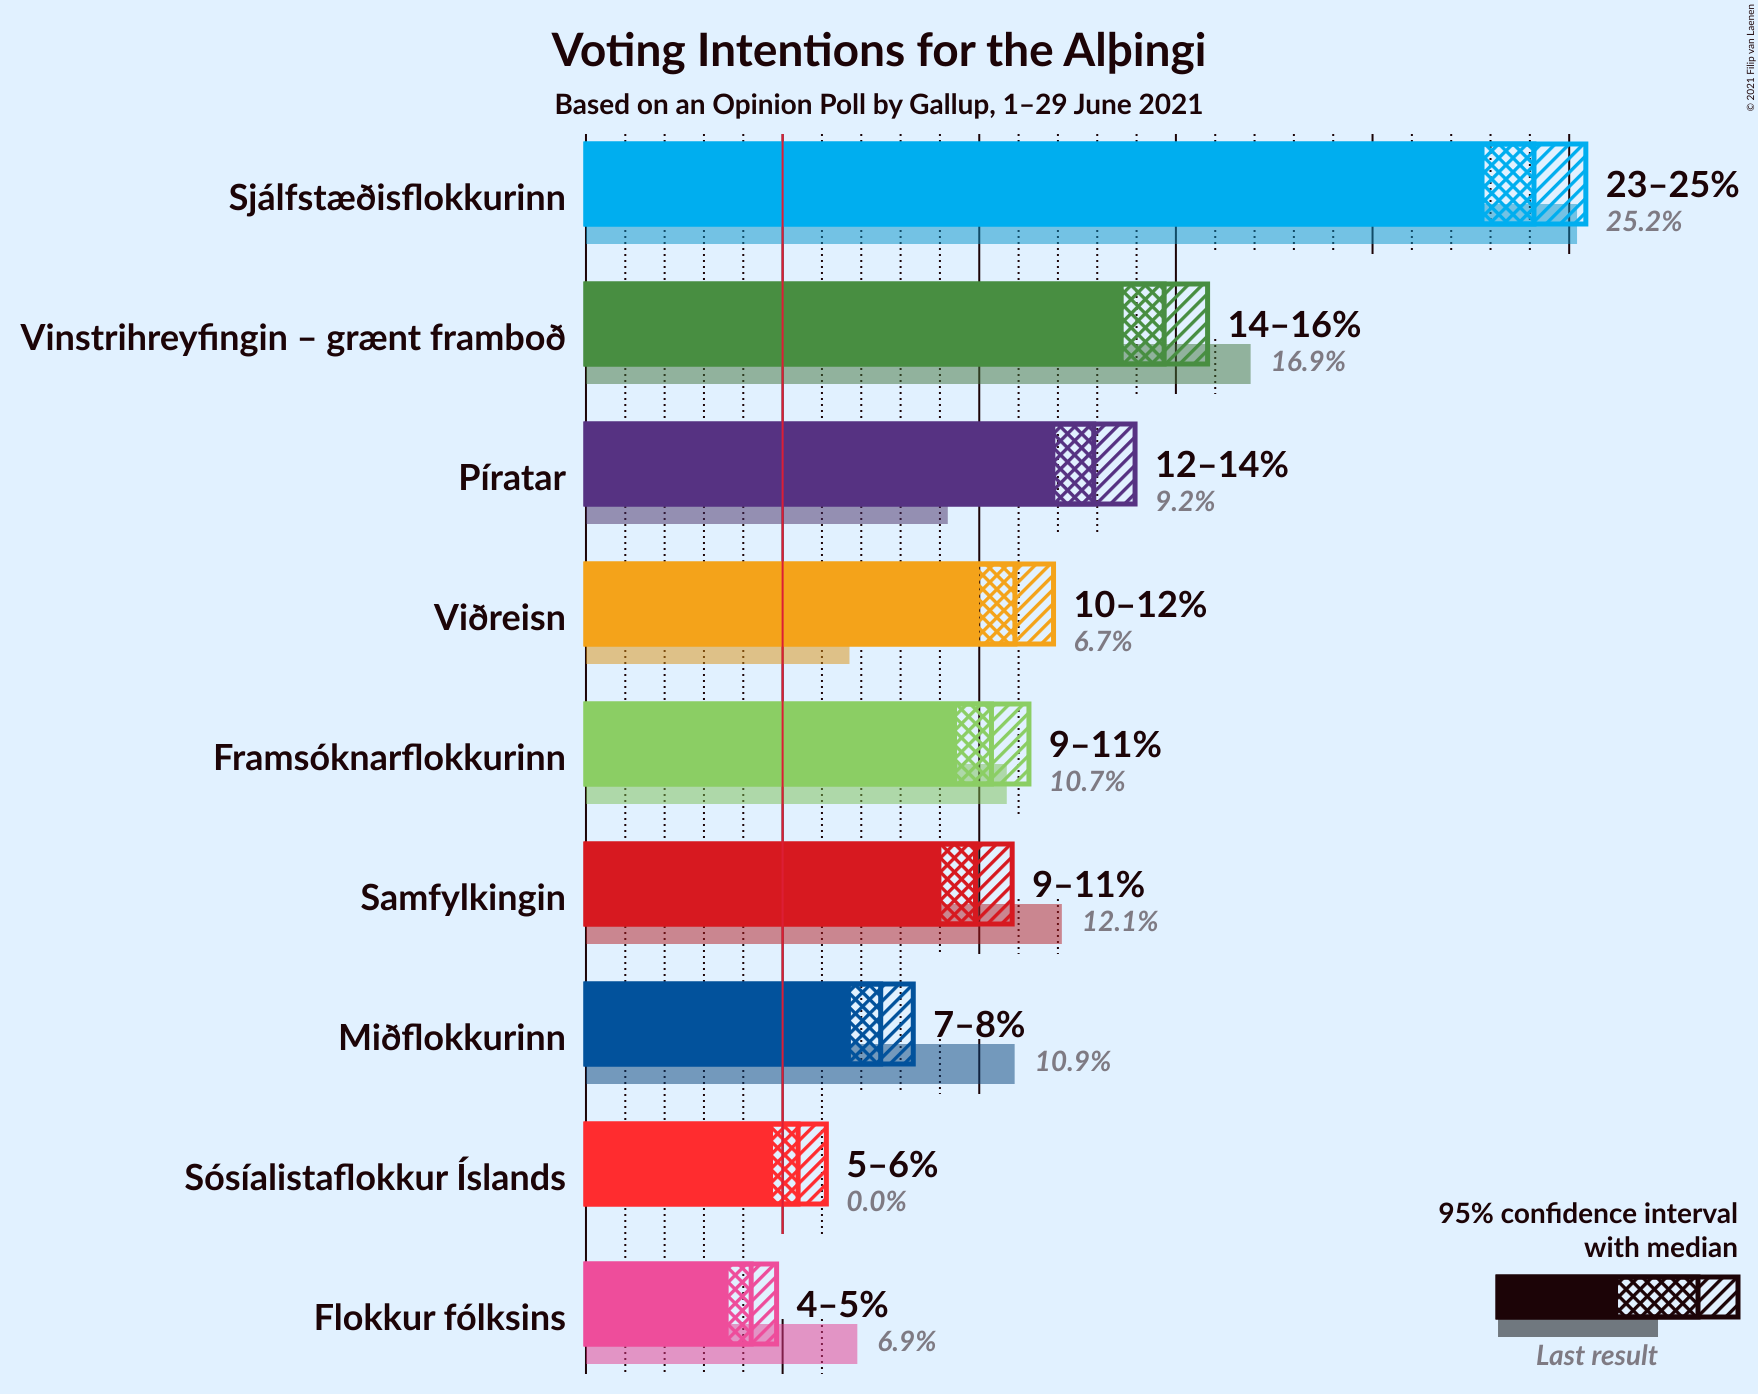 Voting Intentions for the Alþingi
Based on an Opinion Poll by Gallup, 1–29 June 2021
© 2021 Filip van Laenen
Sjálfstæðisflokkurinn
23–25%
25.2%
Vinstrihreyfingin – grænt framboð
14–16%
16.9%
Píratar
12–14%
9.2%
Viðreisn
10–12%
6.7%
Framsóknarflokkurinn
9–11%
10.7%
Samfylkingin
9–11%
12.1%
Miðflokkurinn
7–8%
10.9%
Sósíalistaflokkur Íslands
5–6%
0.0%
Flokkur fólksins
4–5%
6.9%
95% confidence interval
with median
Last result